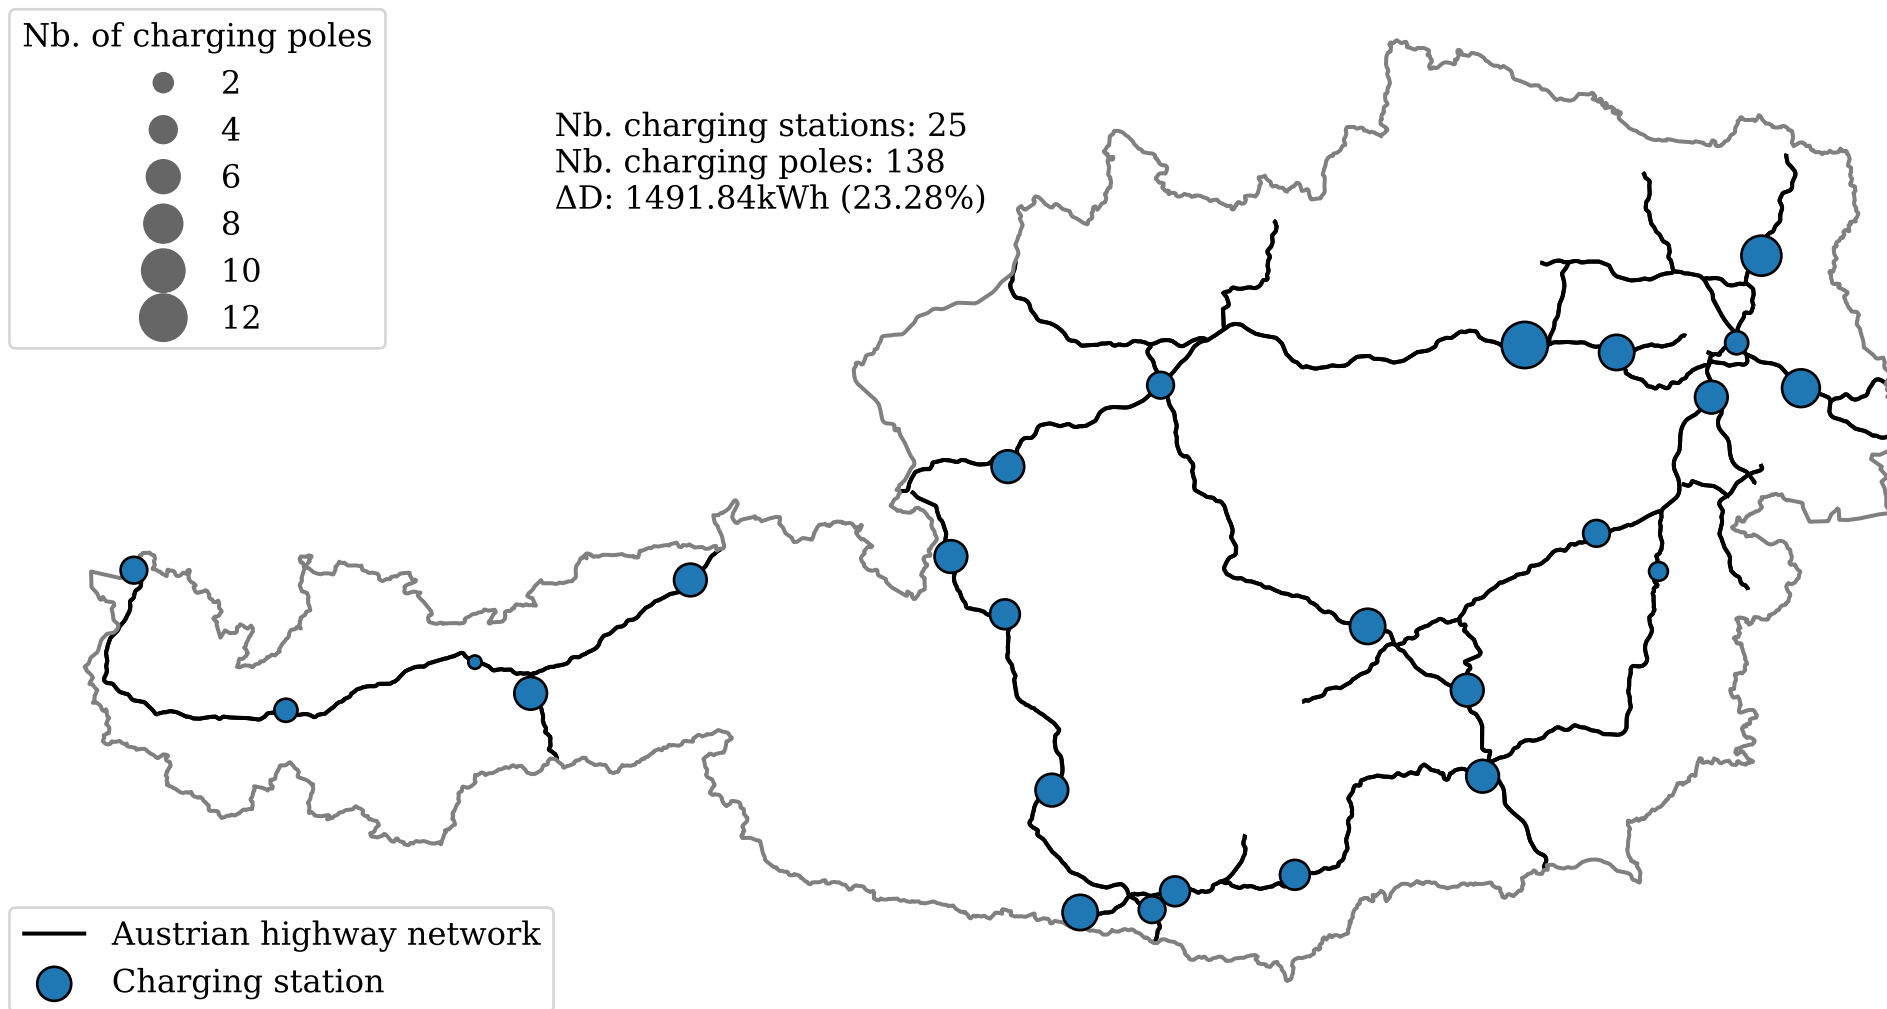 Nb. of charging poles
2
4
6
8
10
12
Nb. charging stations: 25
Nb. charging poles: 138
ΔD: 1491.84kWh (23.28%)
Austrian highway network
Charging station